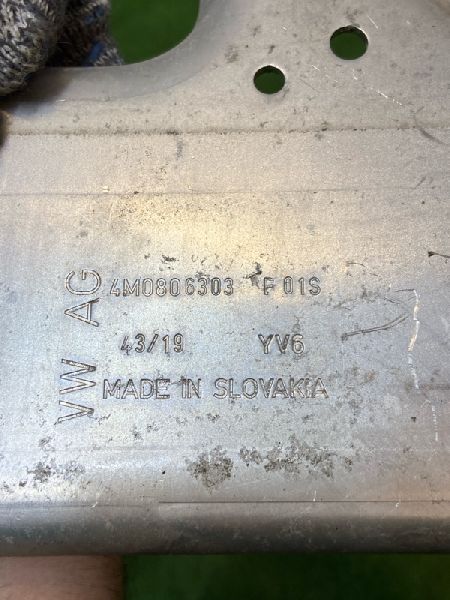 VW AG
4M0806303 F 01S
43/19 YV6
MADE IN SLOVAKIA